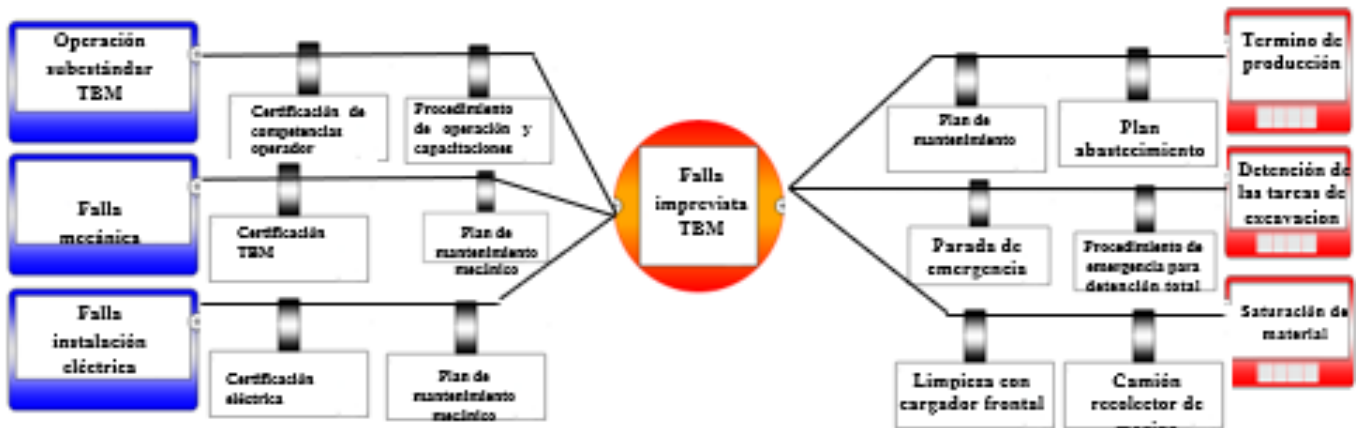 Operación
subestándar
TBM
Certificación de
competencias
operador
Procedimiento
de operación y
capacitaciones
Falla
mecánica
Certificación
TBM
Plan de
mantenimiento
mecánico
Falla
instalación
eléctrica
Certificación
eléctrica
Plan de
mantenimiento
mecánico
Falla
imprevista
TBM
Plan de
mantenimiento
Plan
abastecimiento
Termino de
producción
Parada de
emergencia
Procedimiento de
emergencia para
detención total
Detención de
las tareas de
excavacion
Limpieza con
cargador frontal
Camión
recolector de
Saturación de
material